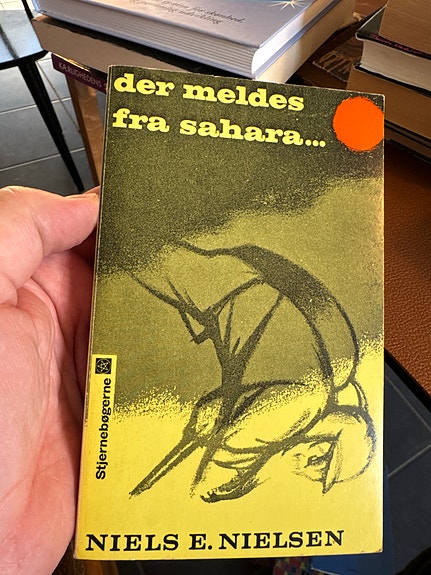 der meldes
fra sahara...
Stjernebøgerne
NIELS E. NIELSEN